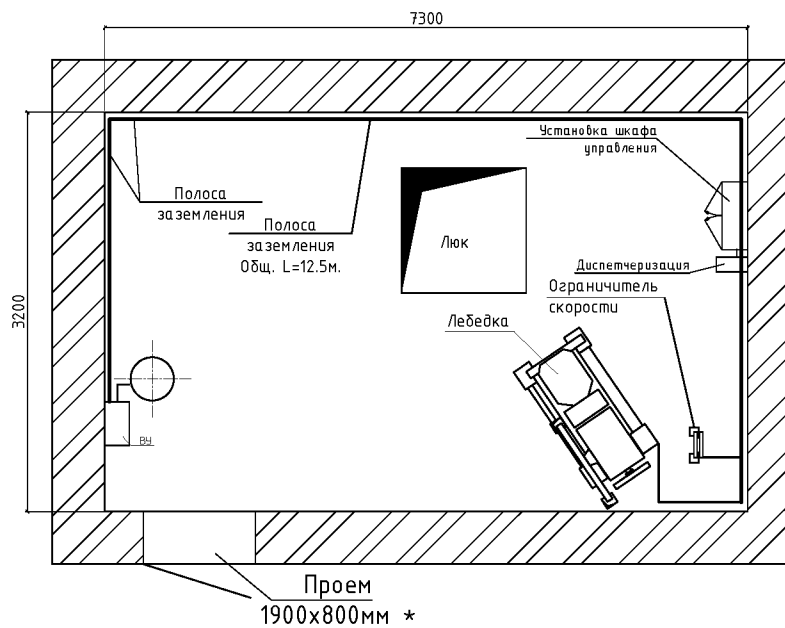 7300
Установка шкафа
управления
Полоса
заземления
Полоса
заземления
Общ. L=12.5м.
Люк
Диспетчеризация
Ограничитель
скорости
3200
Лебедка
ВУ
Проем
1900х800мм *